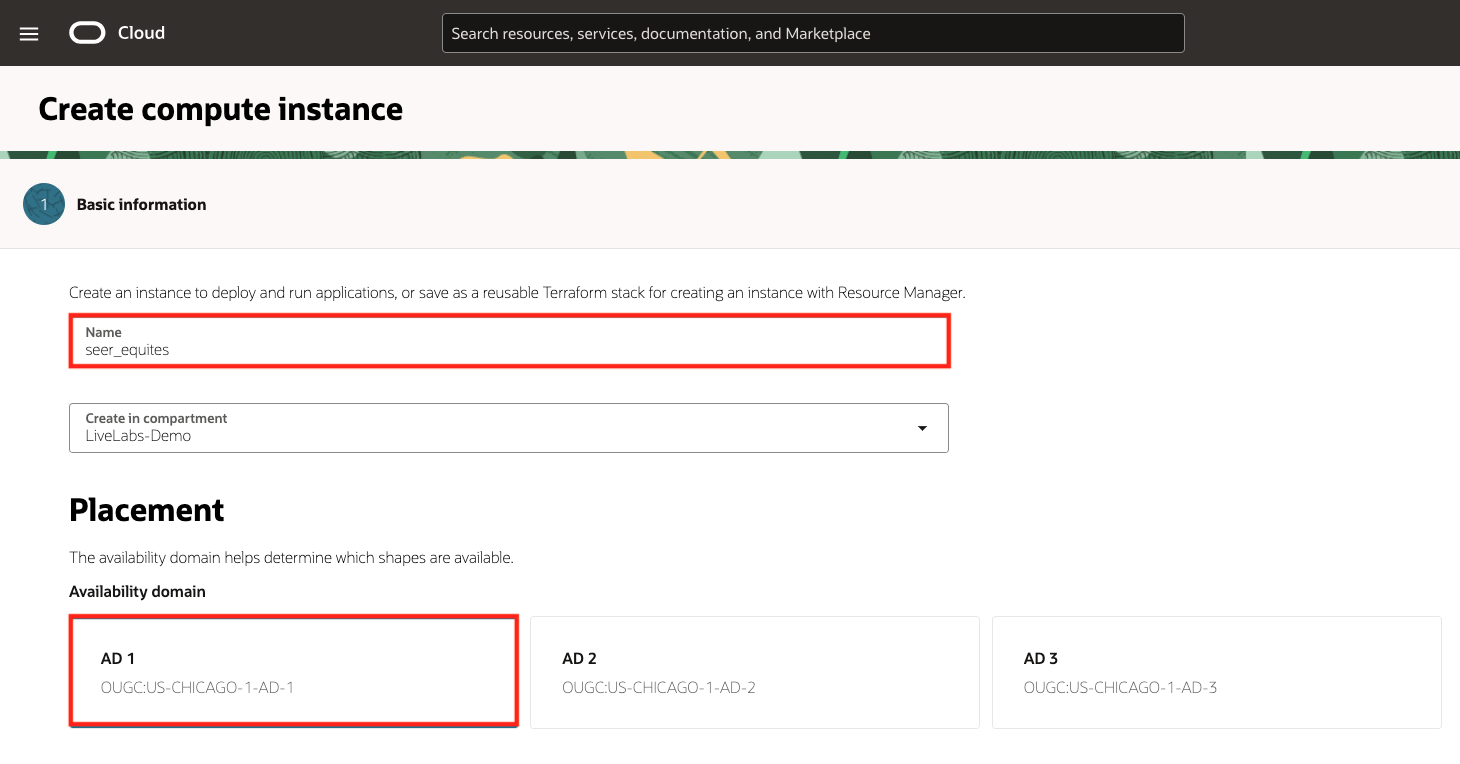 Cloud
Search resources, services, documentation, and Marketplace
Create compute instance
1
Basic information
Create an instance to deploy and run applications, or save as a reusable Terraform stack for creating an instance with Resource Manager.
Name
seer_equites
Create in compartment
LiveLabs-Demo
Placement
The availability domain helps determine which shapes are available.
Availability domain
AD 1
OUGC:US-CHICAGO-1-AD-1
AD 2
OUGC:US-CHICAGO-1-AD-2
AD 3
OUGC:US-CHICAGO-1-AD-3